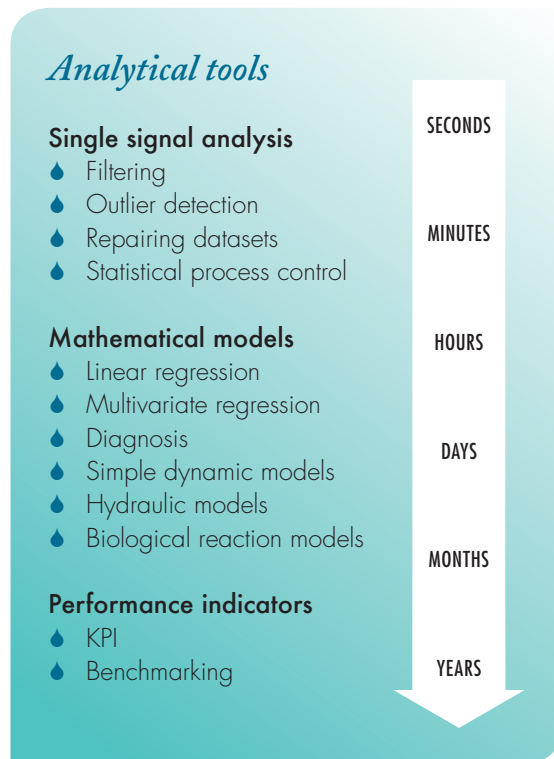 Analytical tools
Single signal analysis
Filtering
Outlier detection
Repairing datasets
Statistical process control
Mathematical models
Linear regression
Multivariate regression
Diagnosis
Simple dynamic models
Hydraulic models
Biological reaction models
Performance indicators
KPI
Benchmarking
SECONDS
MINUTES
HOURS
DAYS
MONTHS
YEARS